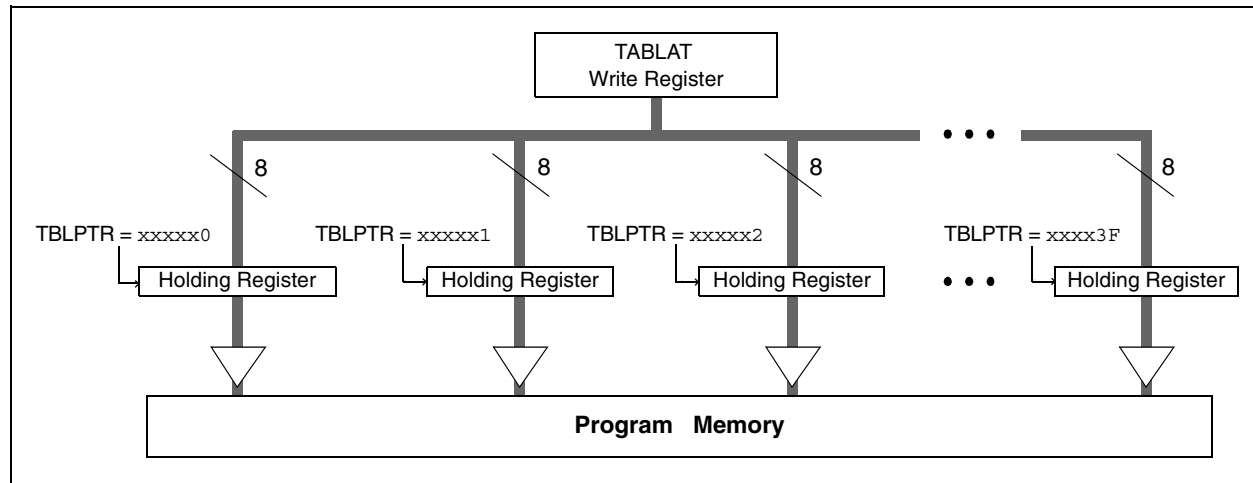 TABLAT
Write Register
8 8 8 8
TBLPTR = xxxxx0 TBLPTR = xxxxx1 TBLPTR = xxxxx2 TBLPTR = xxxx3F
Holding Register Holding Register Holding Register Holding Register
Program Memory